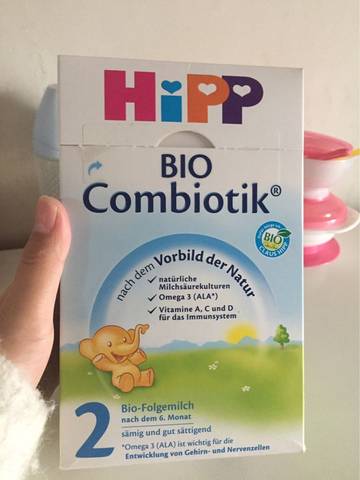 HiPP
BIO
Combiotik®
nach dem Vorbild der Natur
natürliche
Milchsäurekulturen
Omega 3 (ALA*)
Vitamine A, C und D
für das Immunsystem
BIO
CLAUS HIPP
2
Bio-Folgemilch
nach dem 6. Monat
sämig und gut sättigend
*Omega 3 (ALA) ist wichtig für die
Entwicklung von Gehirn- und Nervenzellen